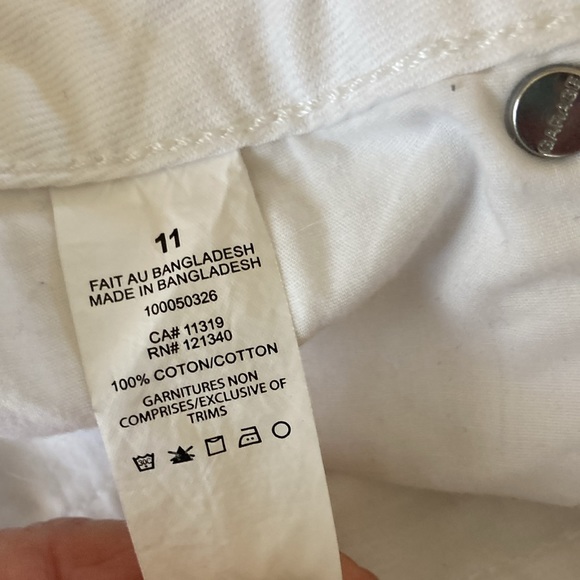 11
FAIT AU BANGLADESH
MADE IN BANGLADESH
100050326
CA# 11319
RN# 121340
100% COTON/COTTON
GARNITURES NON
COMPRISES/EXCLUSIVE OF
TRIMS